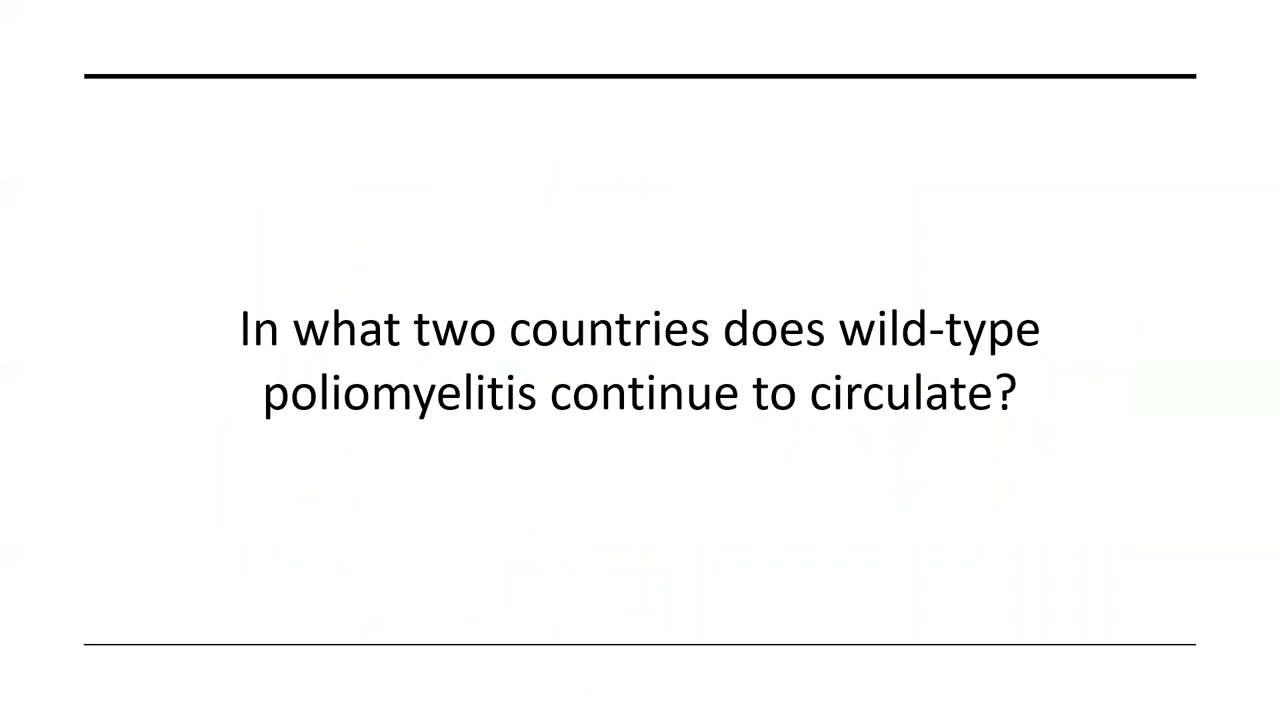 In what two countries does wild-type
poliomyelitis continue to circulate?